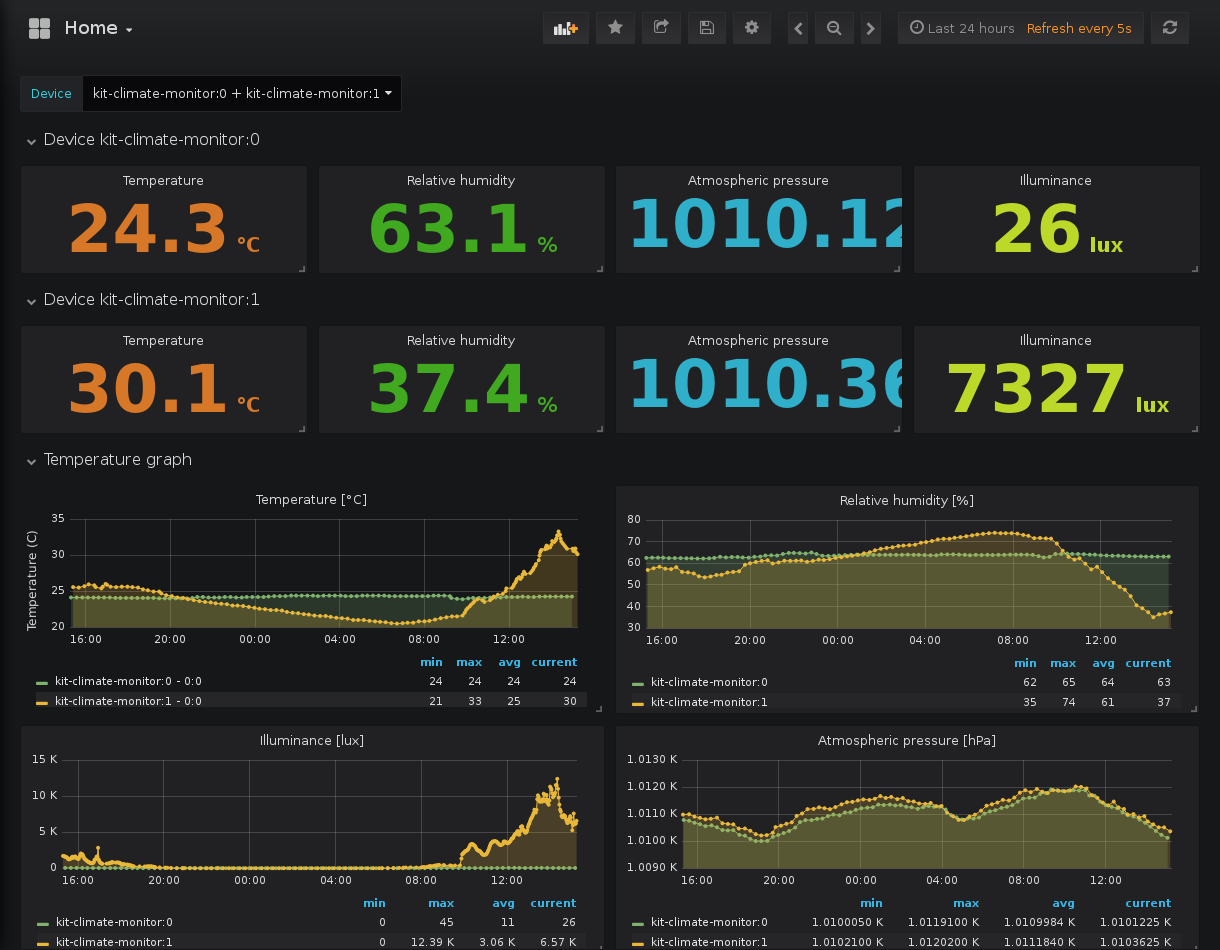 Home
Last 24 hours Refresh every 5s
Device kit-climate-monitor:0 + kit-climate-monitor:1
Device kit-climate-monitor:0
Temperature Relative humidity Atmospheric pressure Illuminance
24.3 °C 63.1 % 1010.12 26 lux
Device kit-climate-monitor:1
Temperature Relative humidity Atmospheric pressure Illuminance
30.1 °C 37.4 % 1010.36 7327 lux
Temperature graph
Temperature [°C]
Temperature (C)
35
30
25
20
16:00 20:00 00:00 04:00 08:00 12:00
min max avg current
kit-climate-monitor:0 - 0:0 24 24 24 24
kit-climate-monitor:1 - 0:0 21 33 25 30
Relative humidity [%]
80
70
60
50
40
30
16:00 20:00 00:00 04:00 08:00 12:00
min max avg current
kit-climate-monitor:0 62 65 64 63
kit-climate-monitor:1 35 74 61 37
Illuminance [lux]
15 K
10 K
5 K
0
16:00 20:00 00:00 04:00 08:00 12:00
min max avg current
kit-climate-monitor:0 0 45 11 26
kit-climate-monitor:1 0 12.39 K 3.06 K 6.57 K
Atmospheric pressure [hPa]
1.0130 K
1.0120 K
1.0110 K
1.0100 K
1.0090 K
16:00 20:00 00:00 04:00 08:00 12:00
min max avg current
kit-climate-monitor:0 1.0100050 K 1.0119100 K 1.0109984 K 1.0101225 K
kit-climate-monitor:1 1.0102100 K 1.0120200 K 1.0111840 K 1.0103625 K